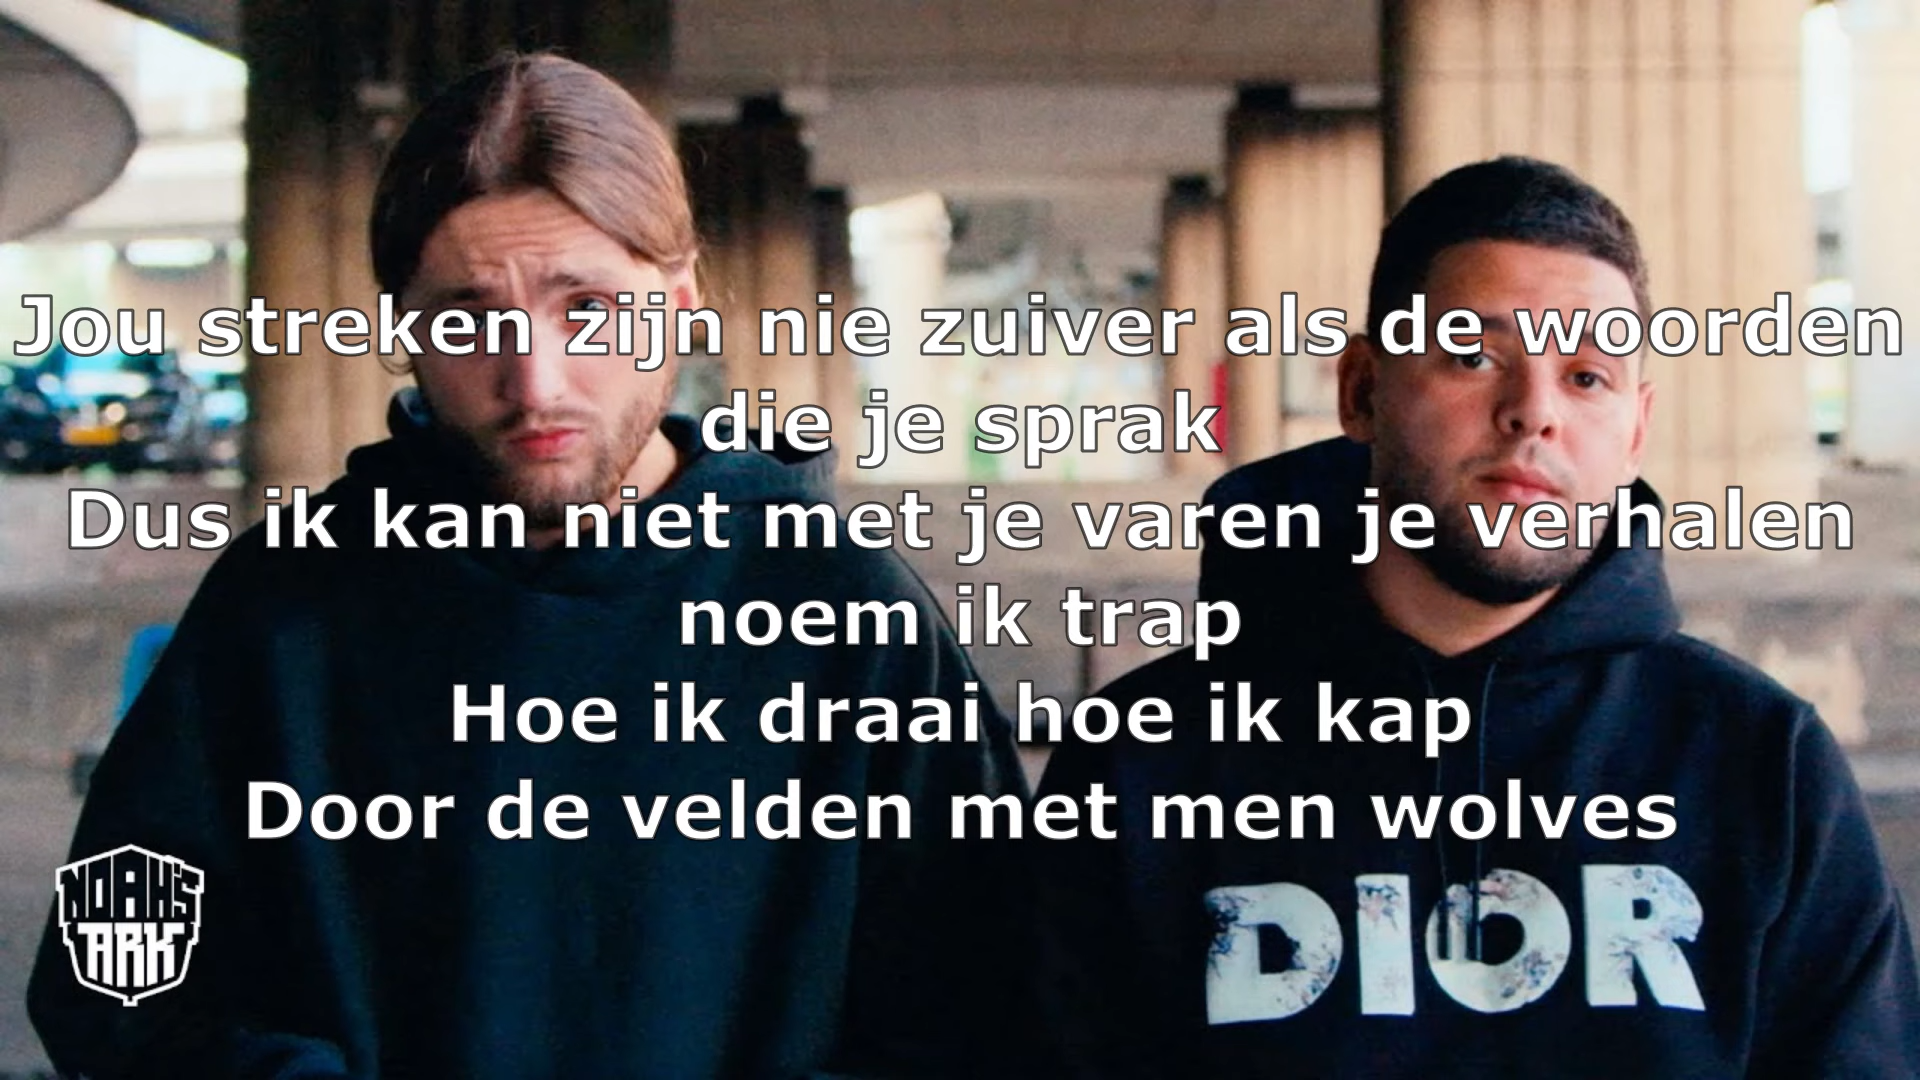 Jou streken zijn nie zuiver als de woorden
die je sprak
Dus ik kan niet met je varen je verhalen
noem ik trap
Hoe ik draai hoe ik kap
Door de velden met men wolves
NOAH'S
ARK
DIOR